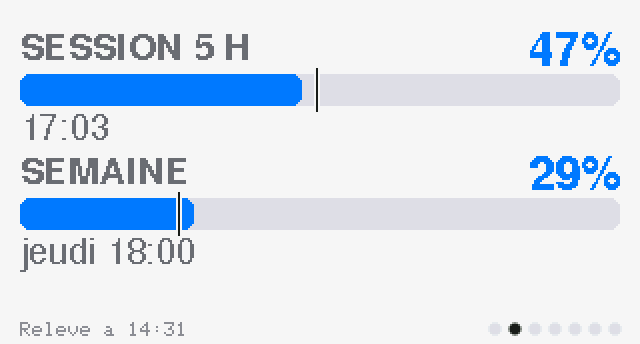 SESSION 5 H
47%
17:03
SEMAINE
29%
jeudi 18:00
Releve a 14:31